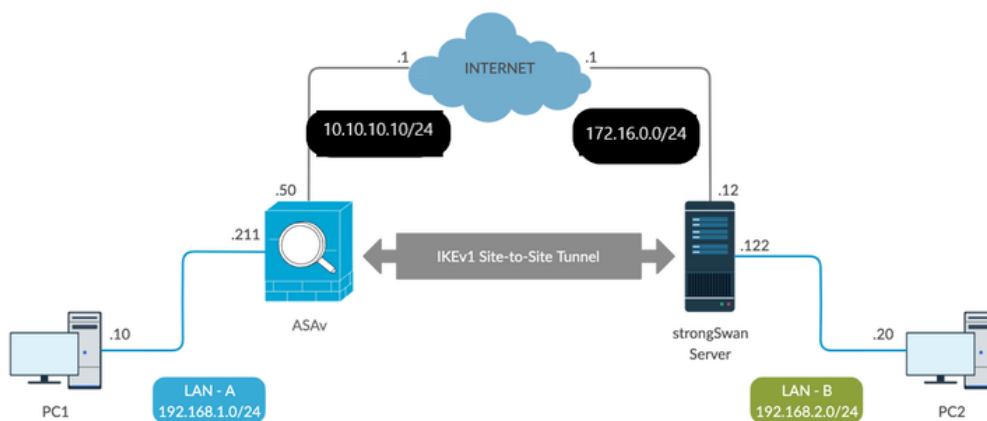 .1
INTERNET
.1
10.10.10.10/24
172.16.0.0/24
.50
.12
.211
IKEv1 Site-to-Site Tunnel
.122
ASAv
strongSwan
Server
.10
.20
PC1
LAN - A
192.168.1.0/24
LAN - B
192.168.2.0/24
PC2